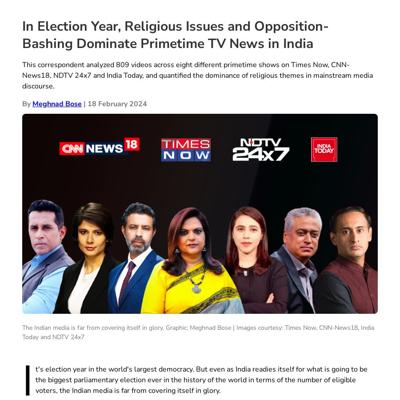 In Election Year, Religious Issues and Opposition-
Bashing Dominate Primetime TV News in India
This correspondent analyzed 809 videos across eight different primetime shows on Times Now, CNN-
News18, NDTV 24x7 and India Today, and quantified the dominance of religious themes in mainstream media
discourse.
By Meghnad Bose | 18 February 2024
CNN NEWS 18
TIMES
NOW
NDTV
24x7
INDIA
TODAY
The Indian media is far from covering itself in glory. Graphic: Meghnad Bose | Images courtesy: Times Now, CNN-News18, India
Today and NDTV 24x7
It's election year in the world's largest democracy. But even as India readies itself for what is going to be
the biggest parliamentary election ever in the history of the world in terms of the number of eligible
voters, the Indian media is far from covering itself in glory.